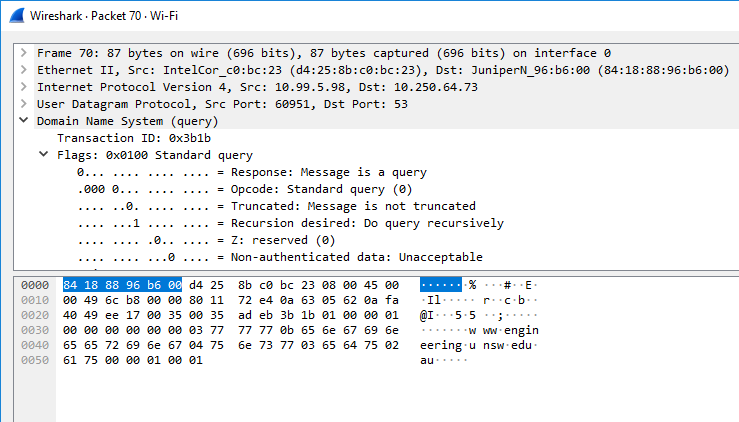 Wireshark · Packet 70 · Wi-Fi
Frame 70: 87 bytes on wire (696 bits), 87 bytes captured (696 bits) on interface 0
Ethernet II, Src: IntelCor_c0:bc:23 (d4:25:8b:c0:bc:23), Dst: JuniperN_96:b6:00 (84:18:88:96:b6:00)
Internet Protocol Version 4, Src: 10.99.5.98, Dst: 10.250.64.73
User Datagram Protocol, Src Port: 60951, Dst Port: 53
Domain Name System (query)
Transaction ID: 0x3b1b
Flags: 0x0100 Standard query
0... .... .... .... = Response: Message is a query
.000 0... .... .... = Opcode: Standard query (0)
.... ..0. .... .... = Truncated: Message is not truncated
.... ...1 .... .... = Recursion desired: Do query recursively
.... .... .0.. .... = Z: reserved (0)
.... .... ...0 .... = Non-authenticated data: Unacceptable
0000 84 18 88 96 b6 00 d4 25 8b c0 bc 23 08 00 45 00 ·······% ···#··E·
0010 00 49 6c b8 00 00 80 11 72 e4 0a 63 05 62 0a fa ·Il····· r··c·b··
0020 40 49 ee 17 00 35 00 35 ad eb 3b 1b 01 00 00 01 @I···5·5 ··;·····
0030 00 00 00 00 00 00 03 77 77 77 0b 65 6e 67 69 6e ·······w ww·engin
0040 65 65 72 69 6e 67 04 75 6e 73 77 03 65 64 75 02 eering·u nsw·edu·
0050 61 75 00 00 01 00 01 au·····